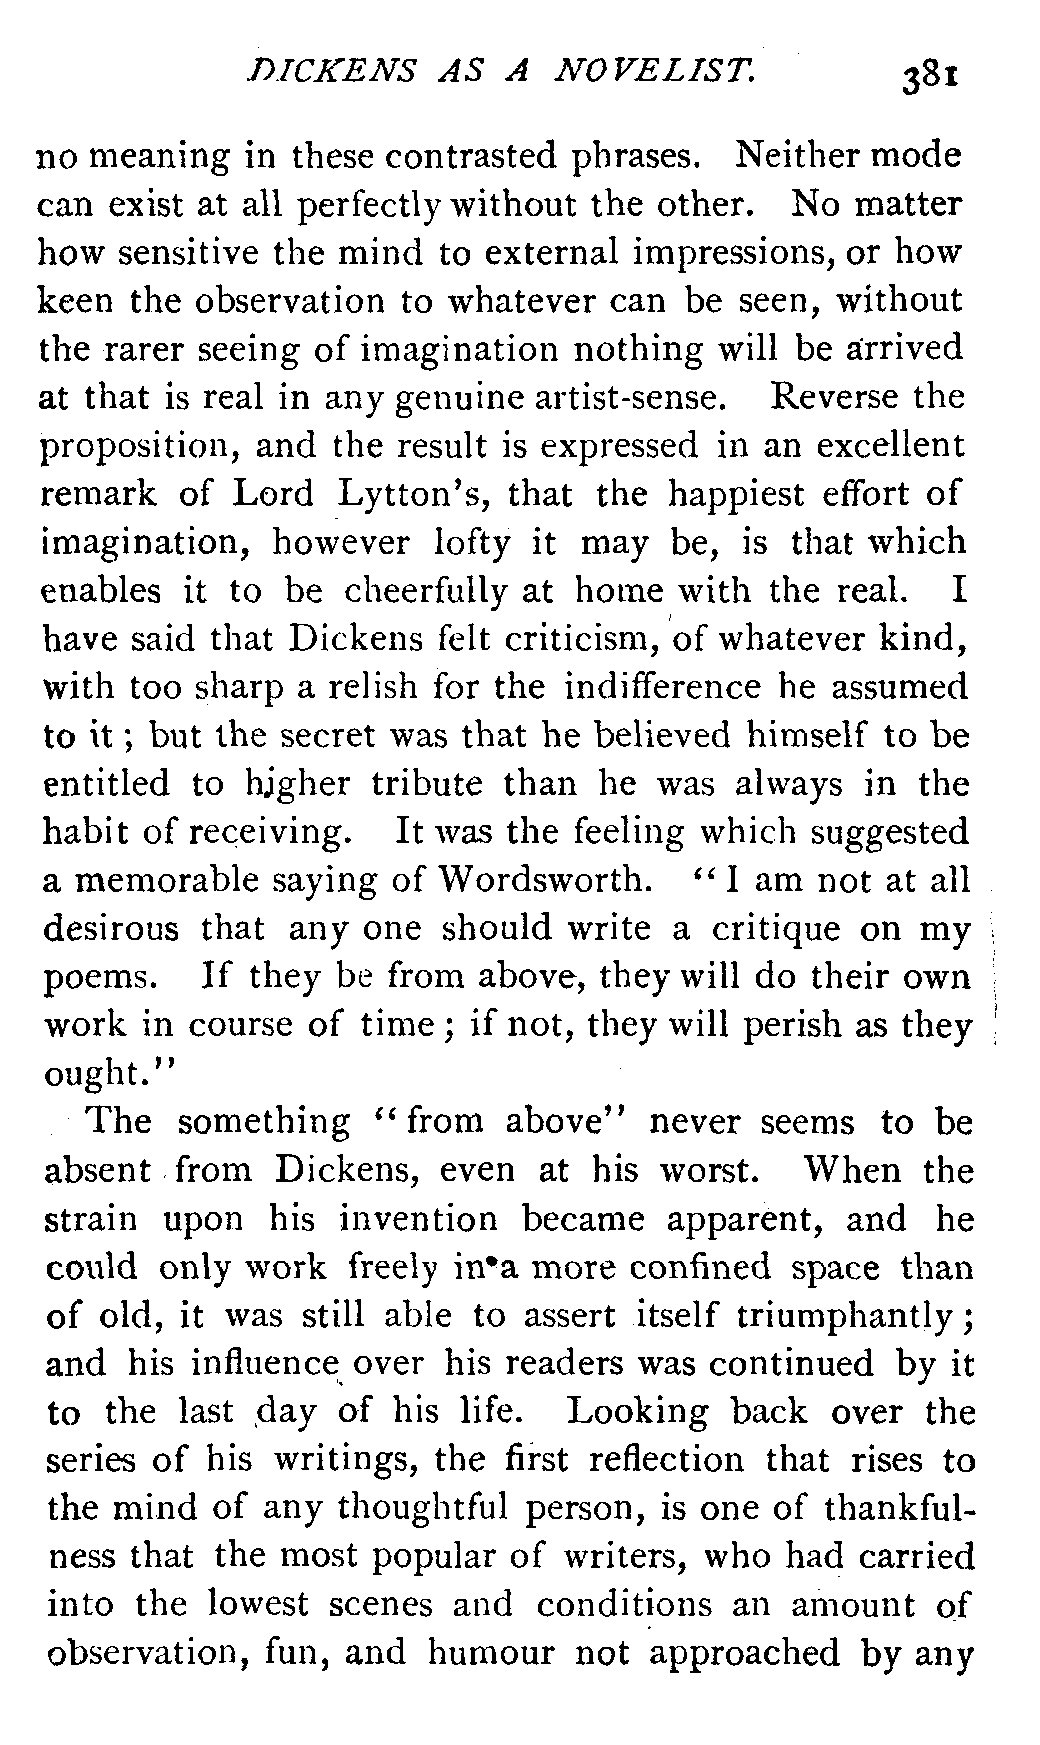 DICKENS AS A NOVELIST. 381
no meaning in these contrasted phrases. Neither mode
can exist at all perfectly without the other. No matter
how sensitive the mind to external impressions, or how
keen the observation to whatever can be seen, without
the rarer seeing of imagination nothing will be arrived
at that is real in any genuine artist-sense. Reverse the
proposition, and the result is expressed in an excellent
remark of Lord Lytton's, that the happiest effort of
imagination, however lofty it may be, is that which
enables it to be cheerfully at home with the real. I
have said that Dickens felt criticism, of whatever kind,
with too sharp a relish for the indifference he assumed
to it ; but the secret was that he believed himself to be
entitled to higher tribute than he was always in the
habit of receiving. It was the feeling which suggested
a memorable saying of Wordsworth. " I am not at all
desirous that any one should write a critique on my
poems. If they be from above, they will do their own
work in course of time ; if not, they will perish as they
ought."
The something " from above" never seems to be
absent from Dickens, even at his worst. When the
strain upon his invention became apparent, and he
could only work freely in a more confined space than
of old, it was still able to assert itself triumphantly ;
and his influence over his readers was continued by it
to the last day of his life. Looking back over the
series of his writings, the first reflection that rises to
the mind of any thoughtful person, is one of thankful-
ness that the most popular of writers, who had carried
into the lowest scenes and conditions an amount of
observation, fun, and humour not approached by any